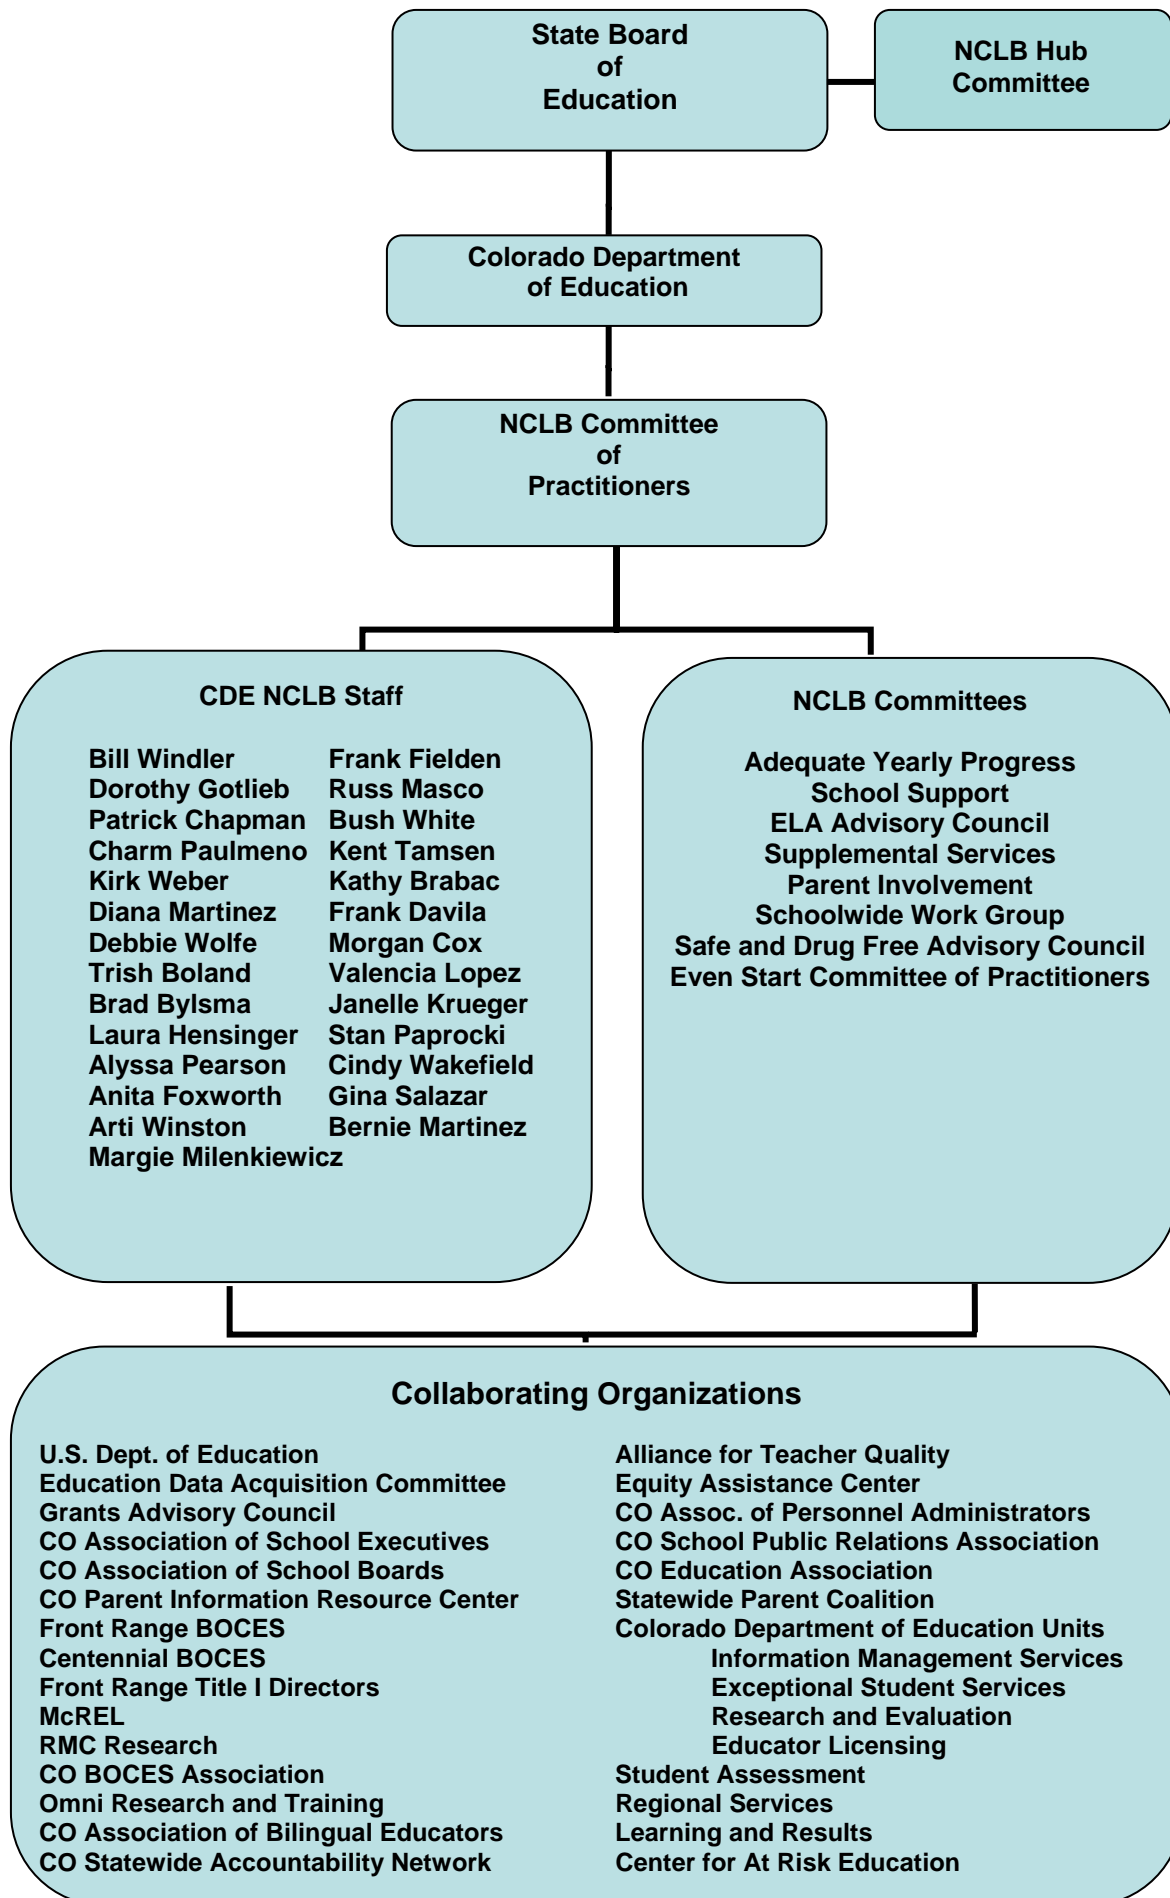 State Board
of
Education
NCLB Hub
Committee
Colorado Department
of Education
NCLB Committee
of
Practitioners
CDE NCLB Staff
Bill Windler
Dorothy Gotlieb
Patrick Chapman
Charm Paulmeno
Kirk Weber
Diana Martinez
Debbie Wolfe
Trish Boland
Brad Bylsma
Laura Hensinger
Alyssa Pearson
Anita Foxworth
Arti Winston
Margie Milenkiewicz
Frank Fielden
Russ Masco
Bush White
Kent Tamsen
Kathy Brabac
Frank Davila
Morgan Cox
Valencia Lopez
Janelle Krueger
Stan Paprocki
Cindy Wakefield
Gina Salazar
Bernie Martinez
NCLB Committees
Adequate Yearly Progress
School Support
ELA Advisory Council
Supplemental Services
Parent Involvement
Schoolwide Work Group
Safe and Drug Free Advisory Council
Even Start Committee of Practitioners
Collaborating Organizations
U.S. Dept. of Education
Education Data Acquisition Committee
Grants Advisory Council
CO Association of School Executives
CO Association of School Boards
CO Parent Information Resource Center
Front Range BOCES
Centennial BOCES
Front Range Title I Directors
McREL
RMC Research
CO BOCES Association
Omni Research and Training
CO Association of Bilingual Educators
CO Statewide Accountability Network
Alliance for Teacher Quality
Equity Assistance Center
CO Assoc. of Personnel Administrators
CO School Public Relations Association
CO Education Association
Statewide Parent Coalition
Colorado Department of Education Units
Information Management Services
Exceptional Student Services
Research and Evaluation
Educator Licensing
Student Assessment
Regional Services
Learning and Results
Center for At Risk Education